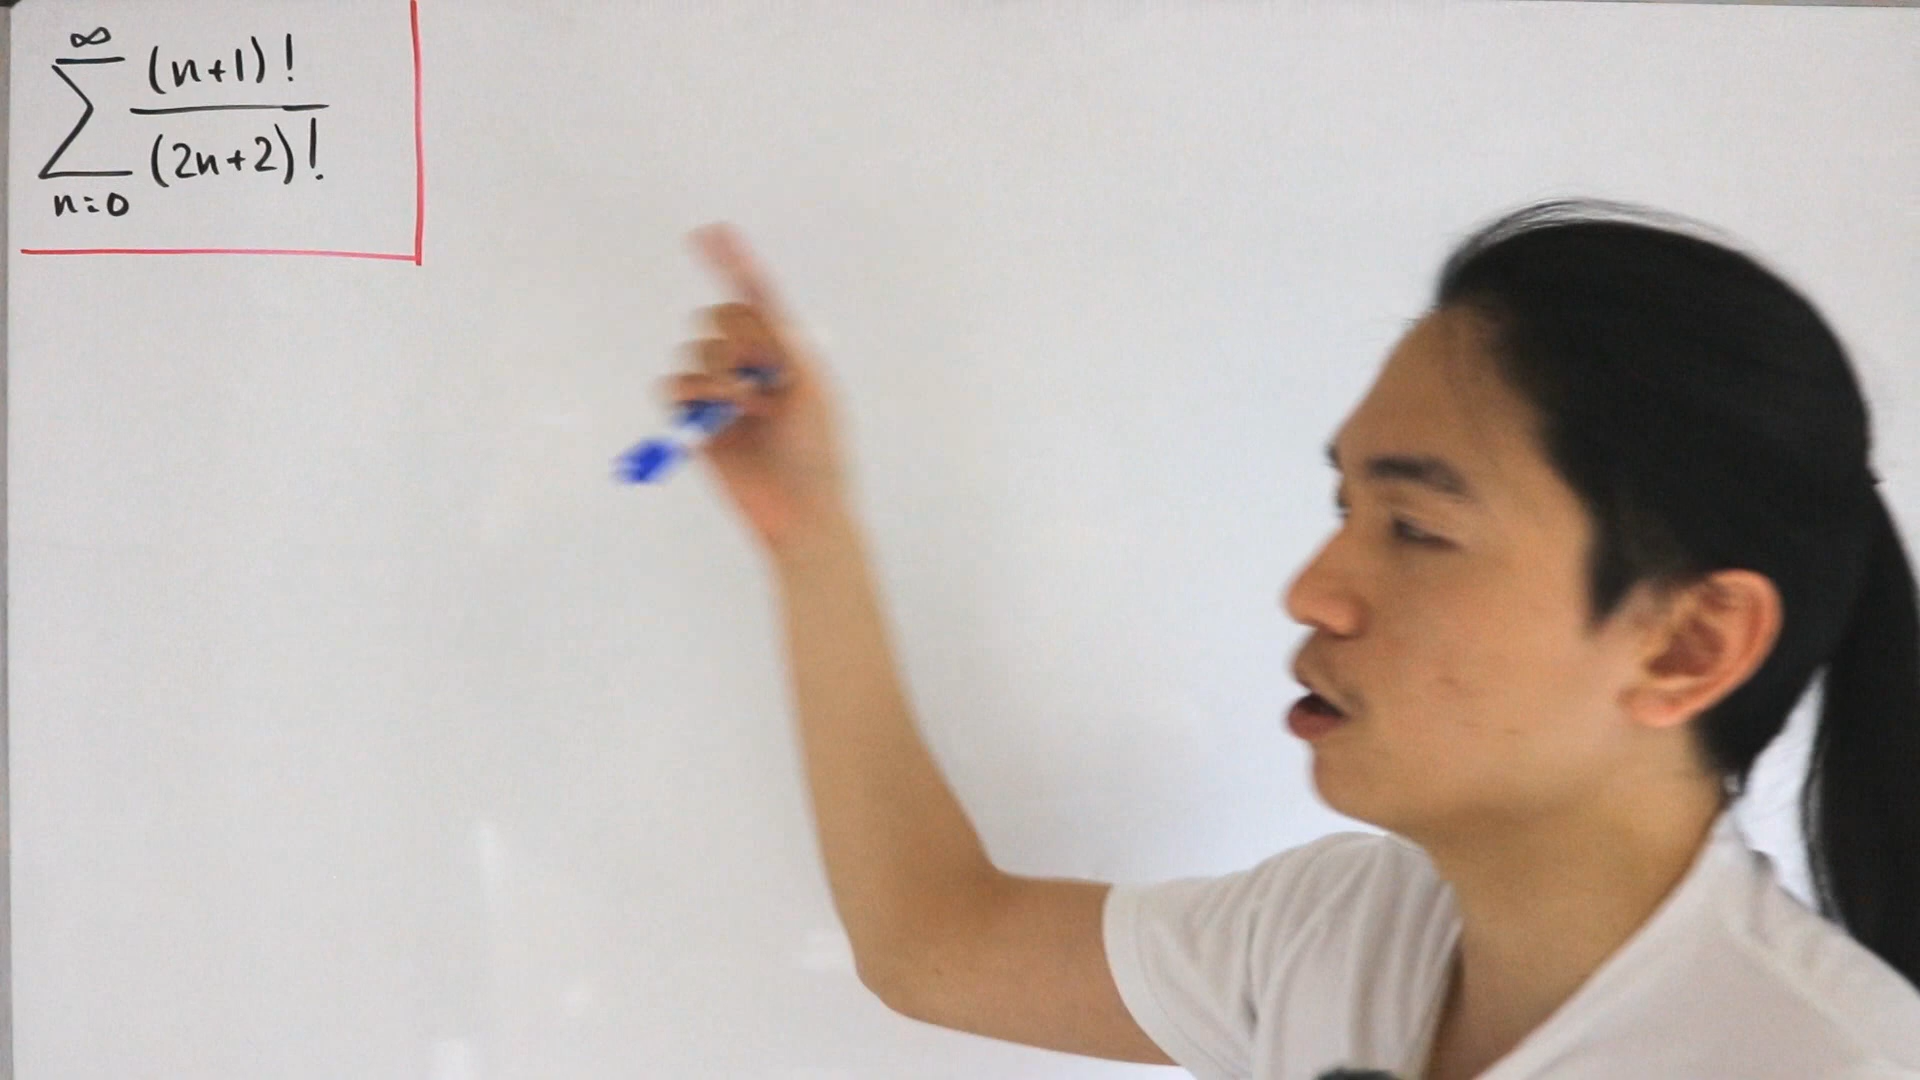 ∞
∑ (n+1)! / (2n+2)!
n=0